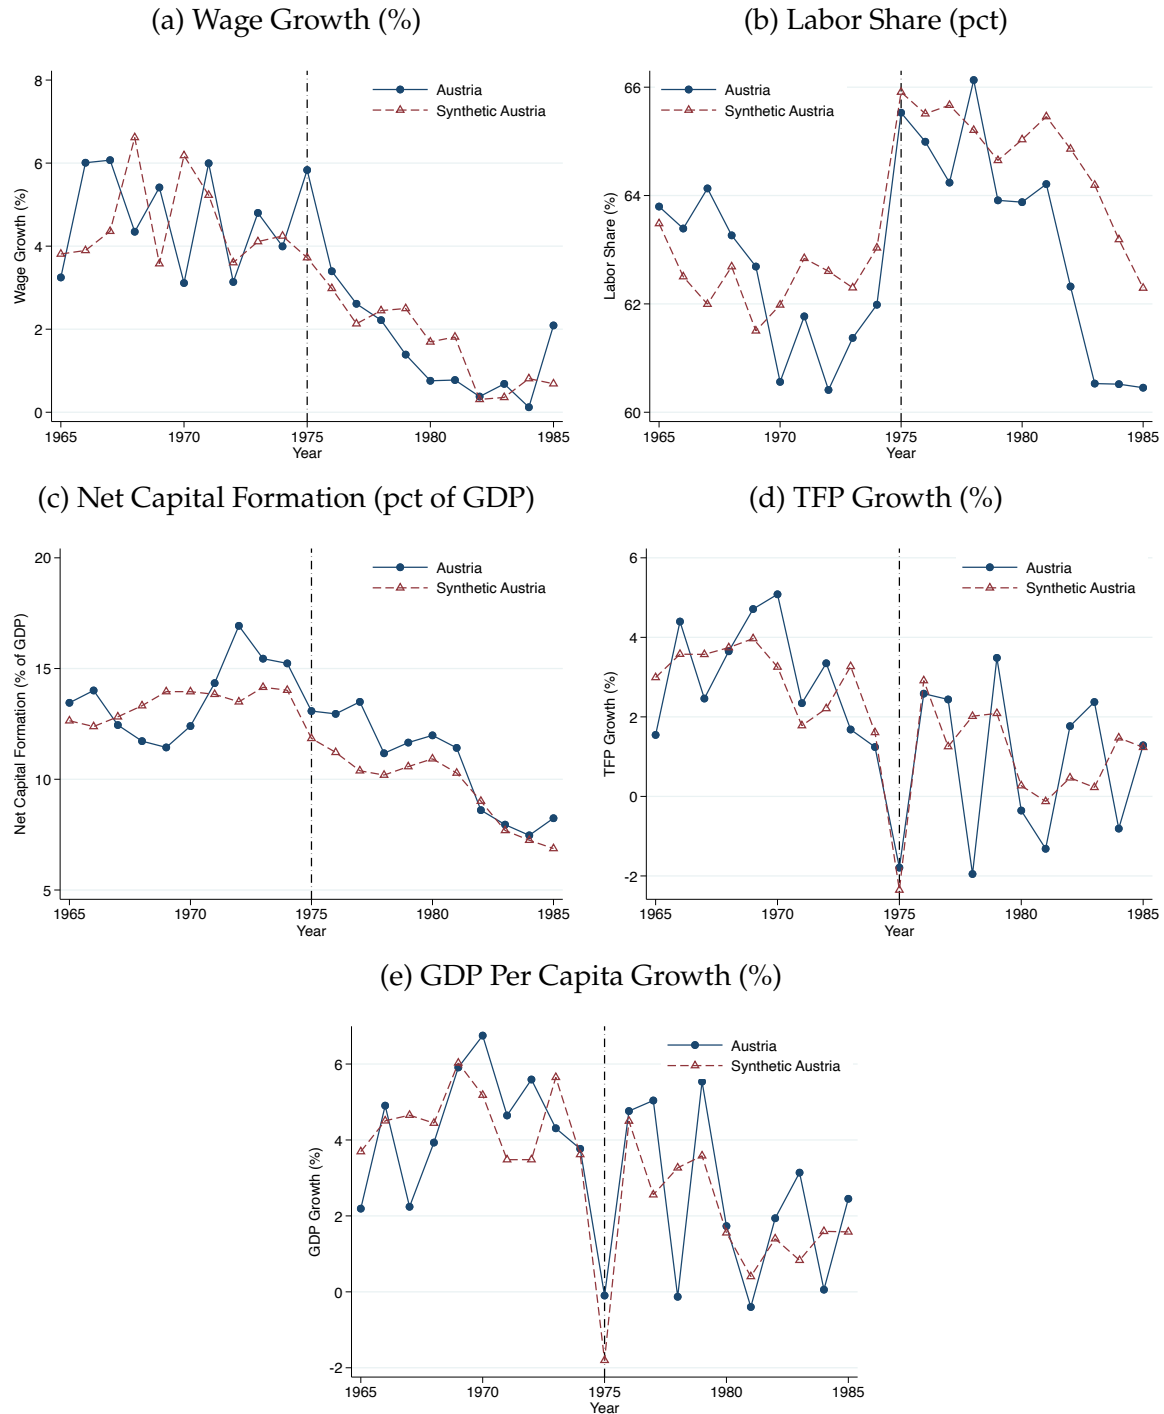 (a) Wage Growth (%)
8
6
4
2
0
Wage Growth (%)
1965 1970 1975 1980 1985
Year
Austria
Synthetic Austria
(b) Labor Share (pct)
66
64
62
60
Labor Share (%)
1965 1970 1975 1980 1985
Year
Austria
Synthetic Austria
(c) Net Capital Formation (pct of GDP)
20
15
10
5
Net Capital Formation (% of GDP)
1965 1970 1975 1980 1985
Year
Austria
Synthetic Austria
(d) TFP Growth (%)
6
4
2
0
-2
TFP Growth (%)
1965 1970 1975 1980 1985
Year
Austria
Synthetic Austria
(e) GDP Per Capita Growth (%)
6
4
2
0
-2
GDP Growth (%)
1965 1970 1975 1980 1985
Year
Austria
Synthetic Austria